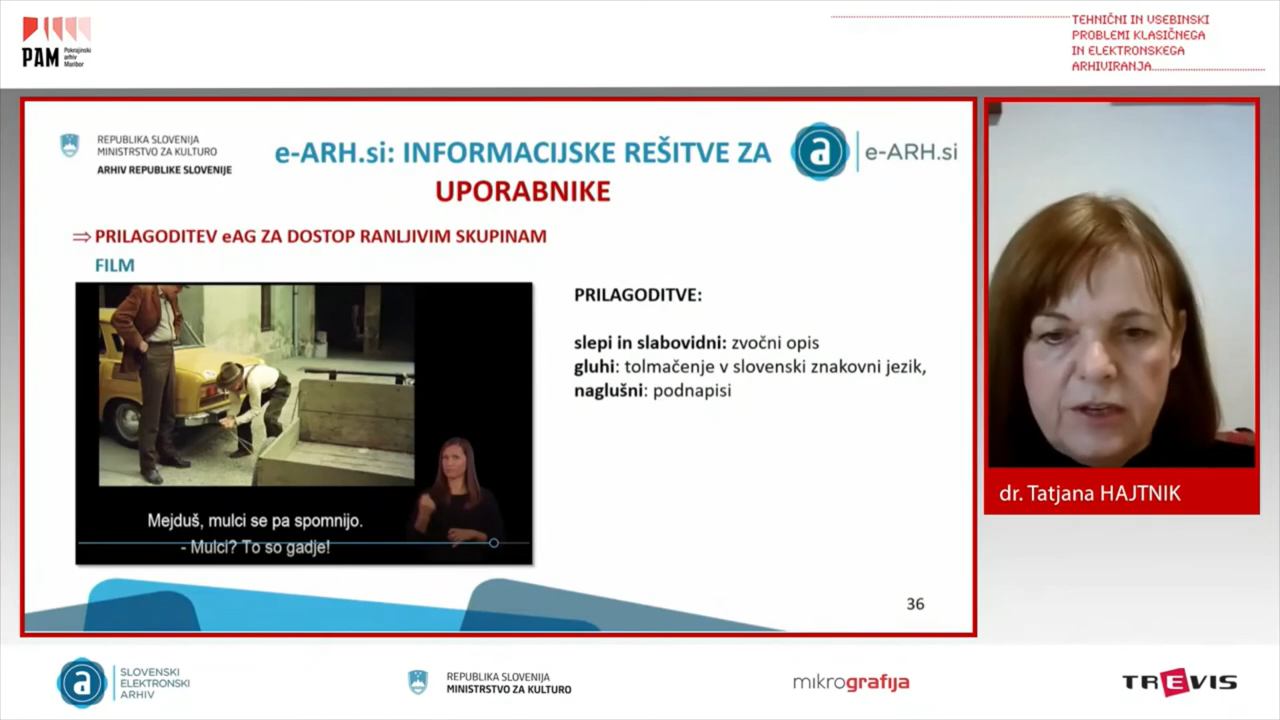 PAM Pokrajinski
arhiv
Maribor
TEHNIČNI IN VSEBINSKI
PROBLEMI KLASIČNEGA
IN ELEKTRONSKEGA
ARHIVIRANJA
REPUBLIKA SLOVENIJA
MINISTRSTVO ZA KULTURO
ARHIV REPUBLIKE SLOVENIJE
e-ARH.si: INFORMACIJSKE REŠITVE ZA
UPORABNIKE
a e-ARH.si
⇒ PRILAGODITEV eAG ZA DOSTOP RANLJIVIM SKUPINAM
FILM
Mejduš, mulci se pa spomnijo.
- Mulci? To so gadje!
PRILAGODITVE:
slepi in slabovidni: zvočni opis
gluhi: tolmačenje v slovenski znakovni jezik,
naglušni: podnapisi
36
dr. Tatjana HAJTNIK
a SLOVENSKI
ELEKTRONSKI
ARHIV
REPUBLIKA SLOVENIJA
MINISTRSTVO ZA KULTURO
mikrografija
TREVIS